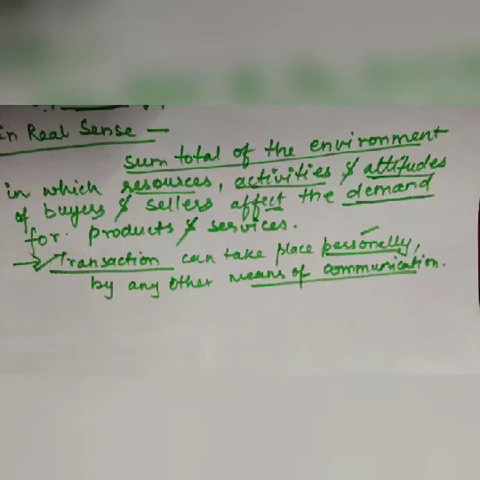 in Real Sense —
sum total of the environment
in which resources, activities & attitudes
of buyers & sellers affect the demand
for products & services.
→ Transaction can take place personally,
by any other means of communication.